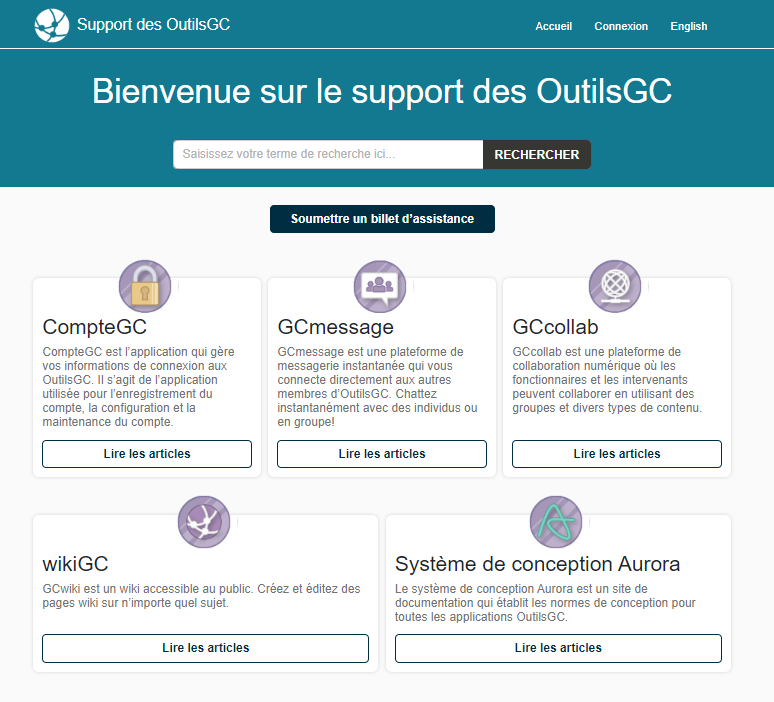 Support des OutilsGC
Accueil
Connexion
English
Bienvenue sur le support des OutilsGC
Saisissez votre terme de recherche ici...
RECHERCHER
Soumettre un billet d'assistance
CompteGC
CompteGC est l'application qui gère
vos informations de connexion aux
OutilsGC. Il s'agit de l'application
utilisée pour l'enregistrement du
compte, la configuration et la
maintenance du compte.
Lire les articles
GCmessage
GCmessage est une plateforme de
messagerie instantanée qui vous
connecte directement aux autres
membres d'OutilsGC. Chattez
instantanément avec des individus ou
en groupe!
Lire les articles
GCcollab
GCcollab est une plateforme de
collaboration numérique où les
fonctionnaires et les intervenants
peuvent collaborer en utilisant des
groupes et divers types de contenu.
Lire les articles
wikiGC
GCwiki est un wiki accessible au public. Créez et éditez des
pages wiki sur n'importe quel sujet.
Lire les articles
Système de conception Aurora
Le système de conception Aurora est un site de
documentation qui établit les normes de conception pour
toutes les applications OutilsGC.
Lire les articles